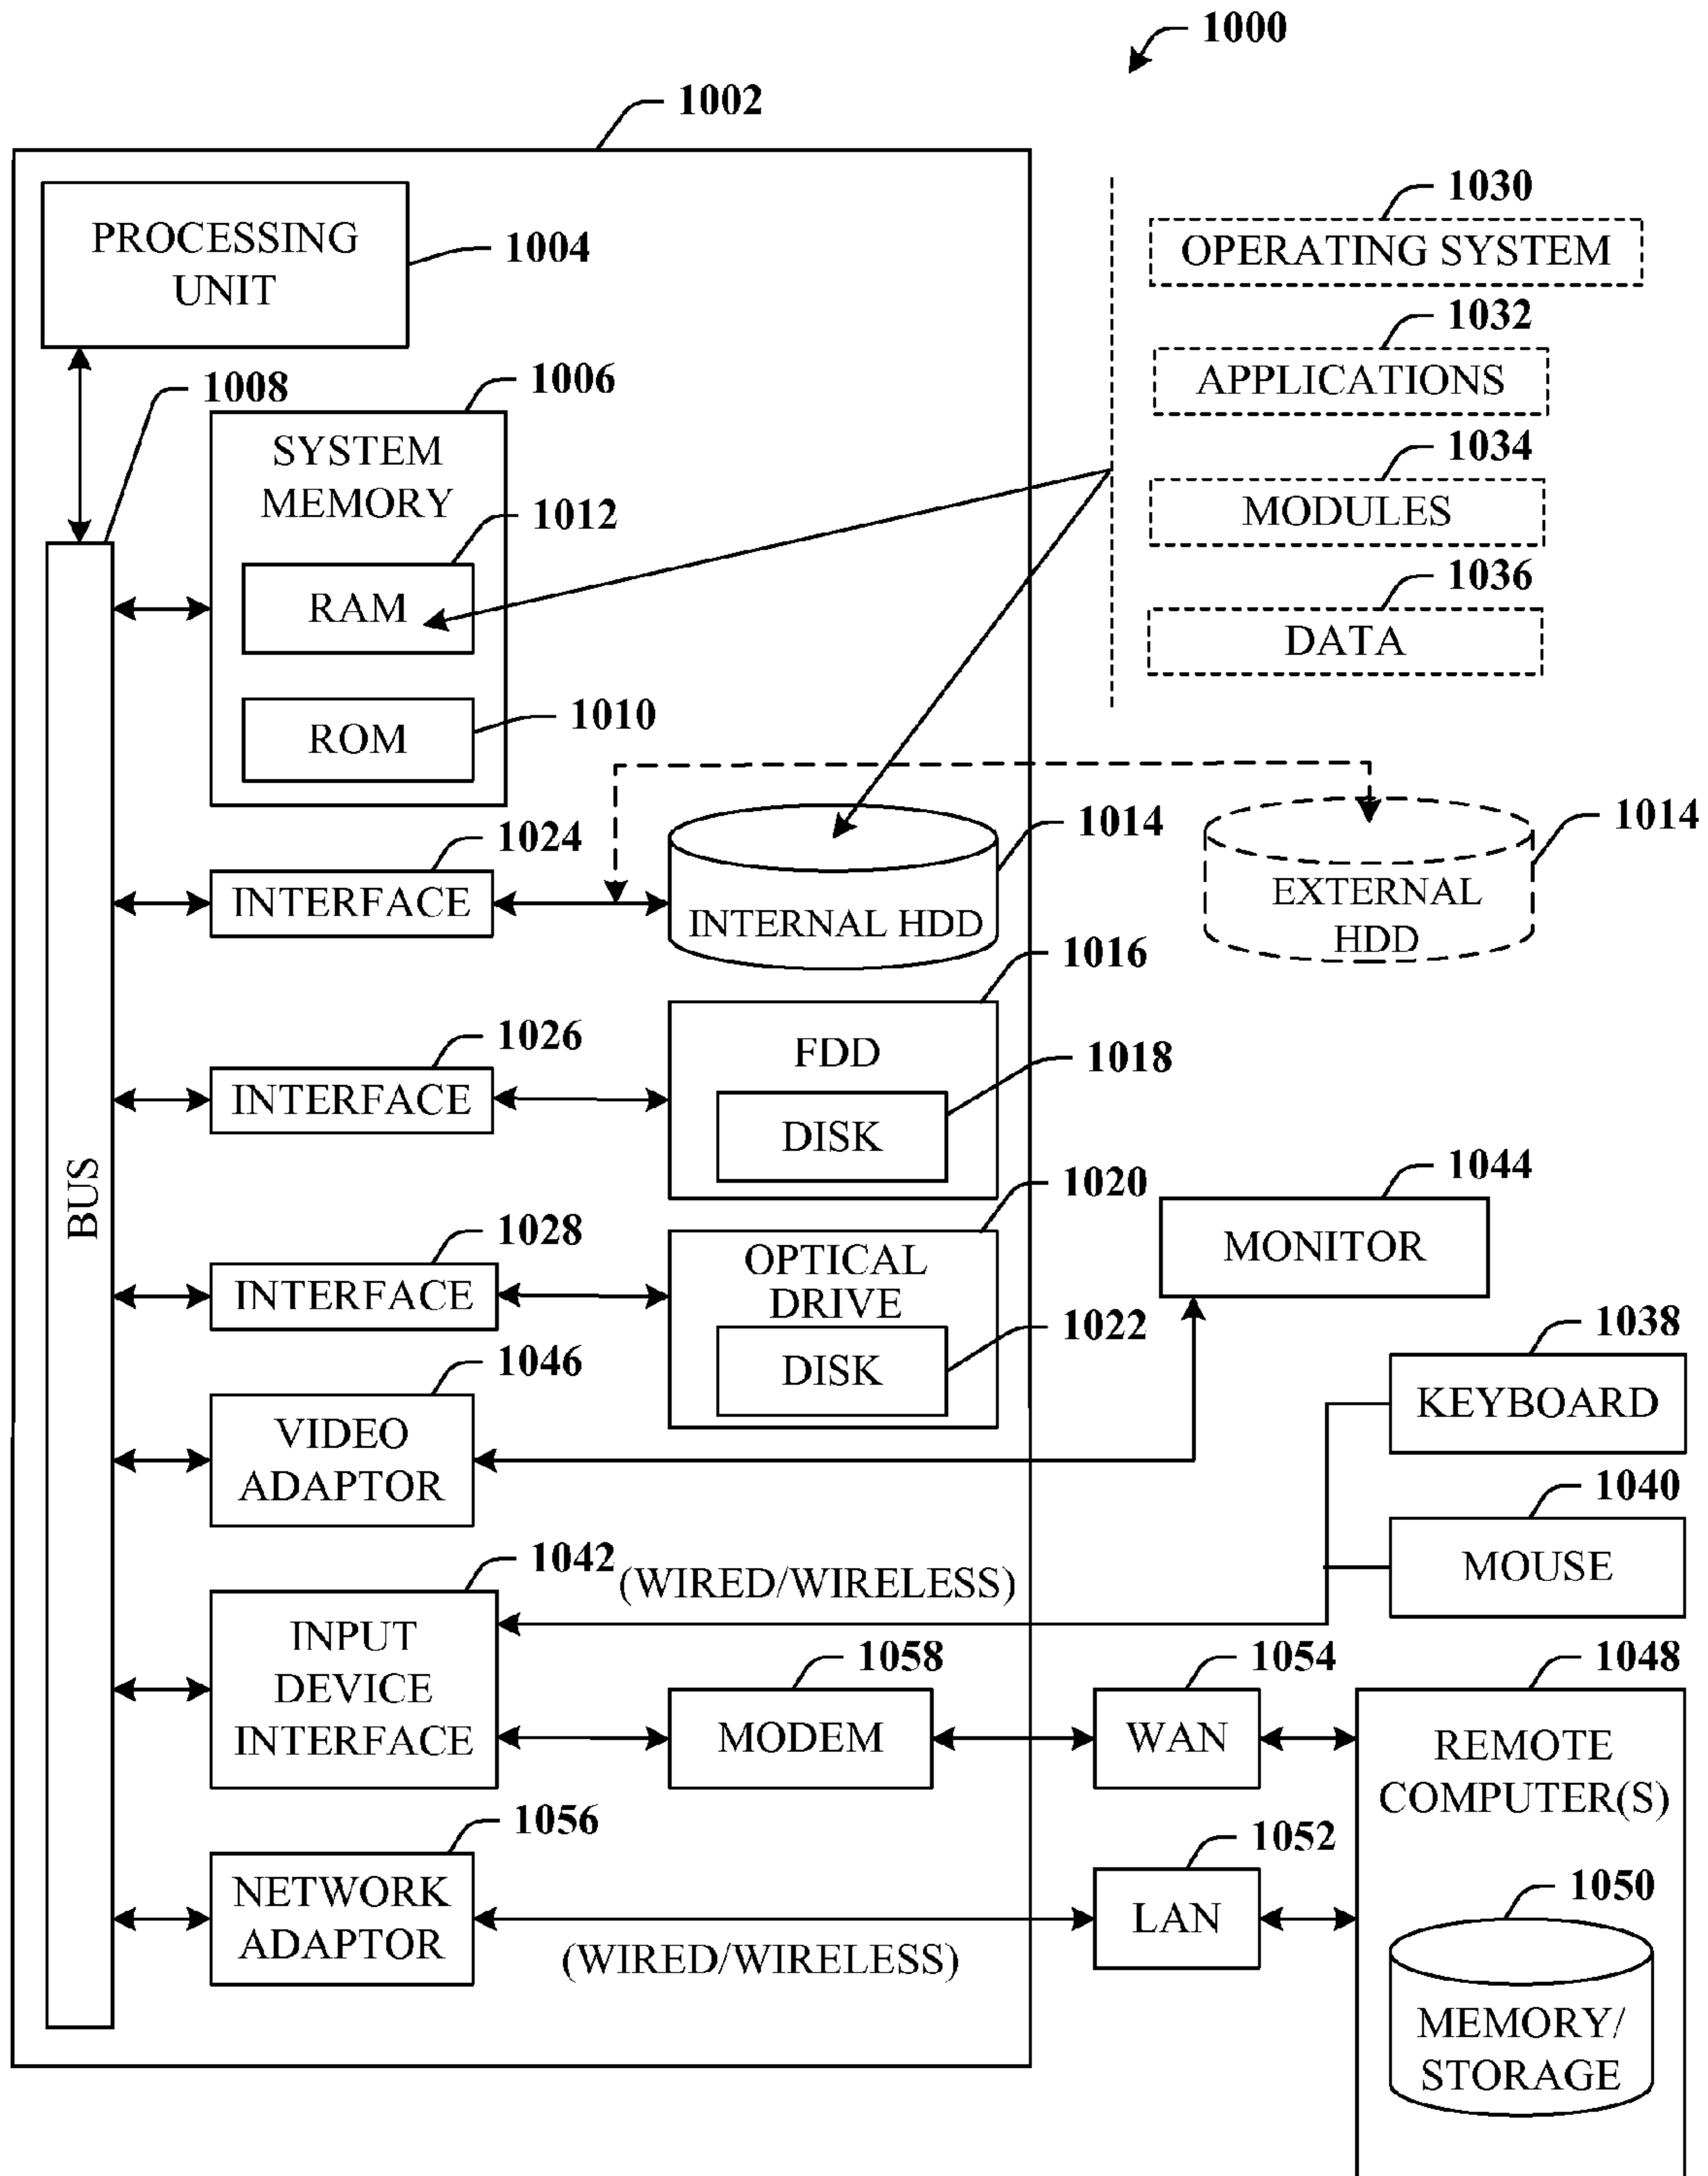 1000
1002
PROCESSING
UNIT
1004
1030
OPERATING SYSTEM
1032
APPLICATIONS
1034
MODULES
1036
DATA
1008
1006
SYSTEM
MEMORY
1012
RAM
1010
ROM
BUS
1024
INTERFACE
1014
INTERNAL HDD
1014
EXTERNAL
HDD
1026
INTERFACE
1016
FDD
1018
DISK
1028
INTERFACE
1020
OPTICAL
DRIVE
1022
DISK
1044
MONITOR
1046
VIDEO
ADAPTOR
1038
KEYBOARD
1040
MOUSE
1042
(WIRED/WIRELESS)
INPUT
DEVICE
INTERFACE
1058
MODEM
1054
WAN
1048
REMOTE
COMPUTER(S)
1056
NETWORK
ADAPTOR
(WIRED/WIRELESS)
1052
LAN
1050
MEMORY/
STORAGE